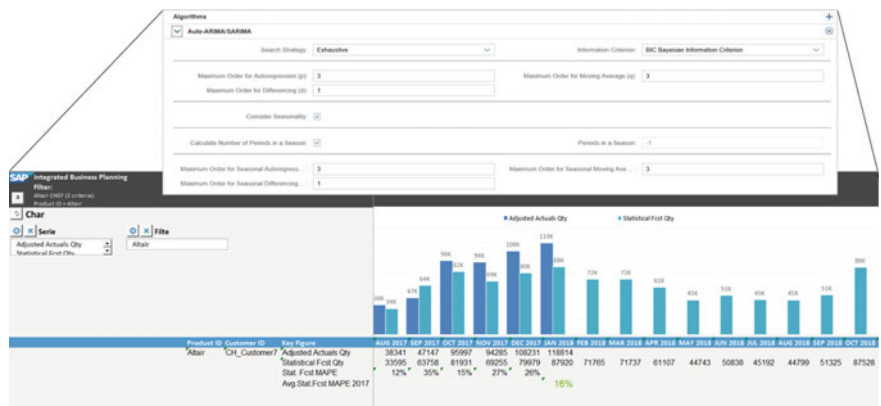 Algorithms
Auto-ARIMA/SARIMA
Search Strategy: Exhaustive
Information Criterion: BIC Bayesian Information Criterion
Maximum Order for Autoregression (p): 3
Maximum Order for Moving Average (q): 3
Maximum Order for Differencing (d): 1
Consider Seasonality:
Calculate Number of Periods in a Season:
Periods in a Season: -1
Maximum Order for Seasonal Autoregress... : 3
Maximum Order for Seasonal Moving Ave... : 3
Maximum Order for Seasonal Differencing... : 1
SAP Integrated Business Planning
Filter:
Altair CH07 (2 criteria)
Product ID = Altair
Char
Serie
Filte
Adjusted Actuals Qty
Statistical Fcst Qty
Altair
Adjusted Actuals Qty
Statistical Fcst Qty
38K 34K 47K 64K 96K 82K 94K 69K 108K 80K 119K 88K 72K 72K 61K 45K 51K 45K 45K 51K 88K
Product ID Customer ID Key Figure AUG 2017 SEP 2017 OCT 2017 NOV 2017 DEC 2017 JAN 2018 FEB 2018 MAR 2018 APR 2018 MAY 2018 JUN 2018 JUL 2018 AUG 2018 SEP 2018 OCT 2018
Altair CH_Customer7 Adjusted Actuals Qty 38341 47147 95997 94285 108231 118814
Statistical Fcst Qty 33595 63758 81931 69255 79979 87920 71765 71737 61107 44743 50838 45192 44799 51325 87528
Stat. Fcst MAPE 12% 35% 15% 27% 26%
Avg.Stat.Fcst MAPE 2017 16%